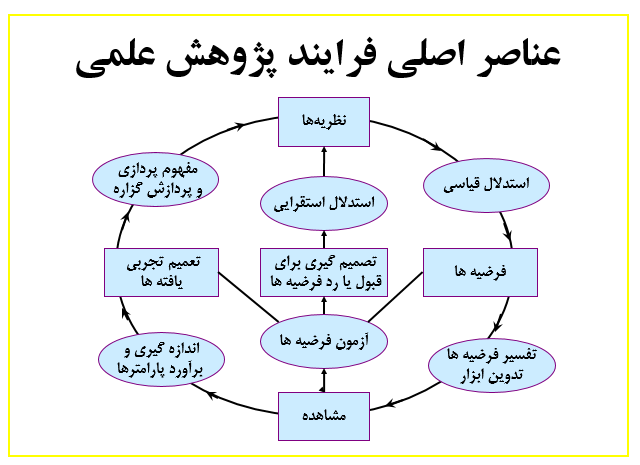 عناصر اصلی فرایند پژوهش علمی
نظریه‌ها
مفهوم پردازی
و پردازش گزاره
استدلال قیاسی
استدلال استقرایی
تعمیم تجربی
یافته ها
تصمیم گیری برای
قبول یا رد فرضیه ها
فرضیه ها
آزمون فرضیه ها
اندازه گیری و
برآورد پارامترها
تفسیر فرضیه ها
تدوین ابزار
مشاهده